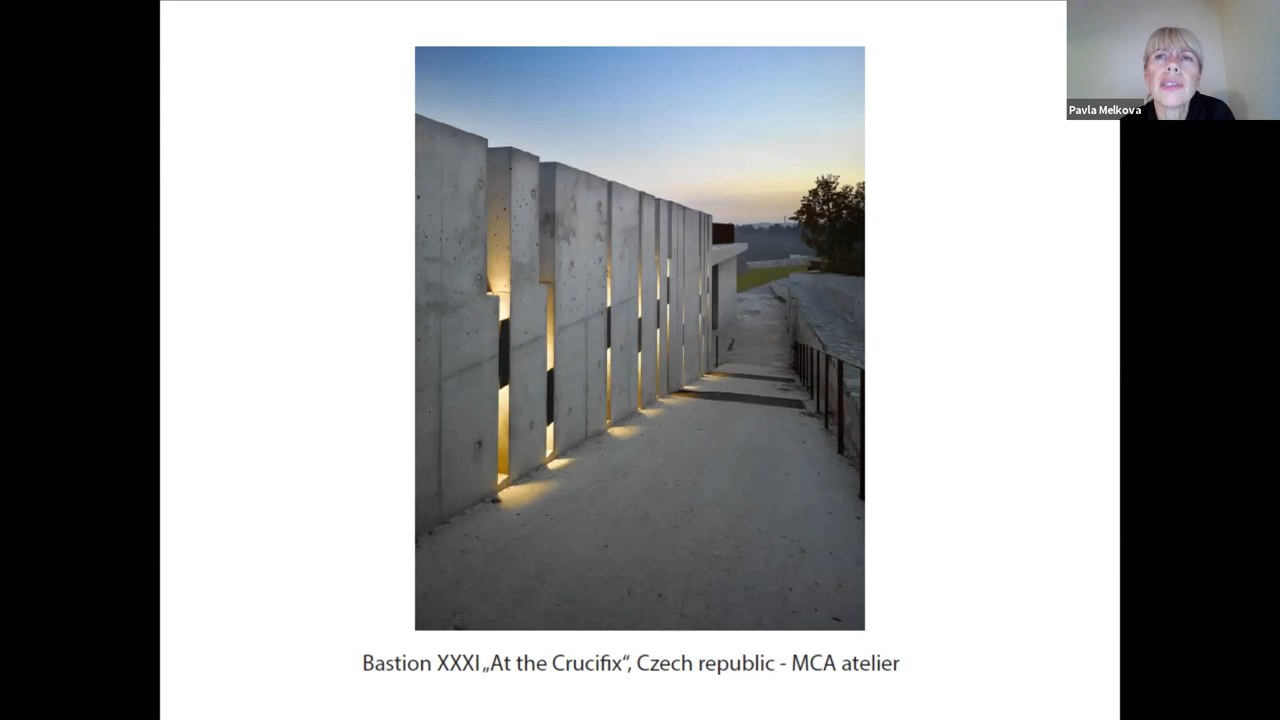 Pavla Melkova
Bastion XXXI „At the Crucifix“, Czech republic - MCA atelier